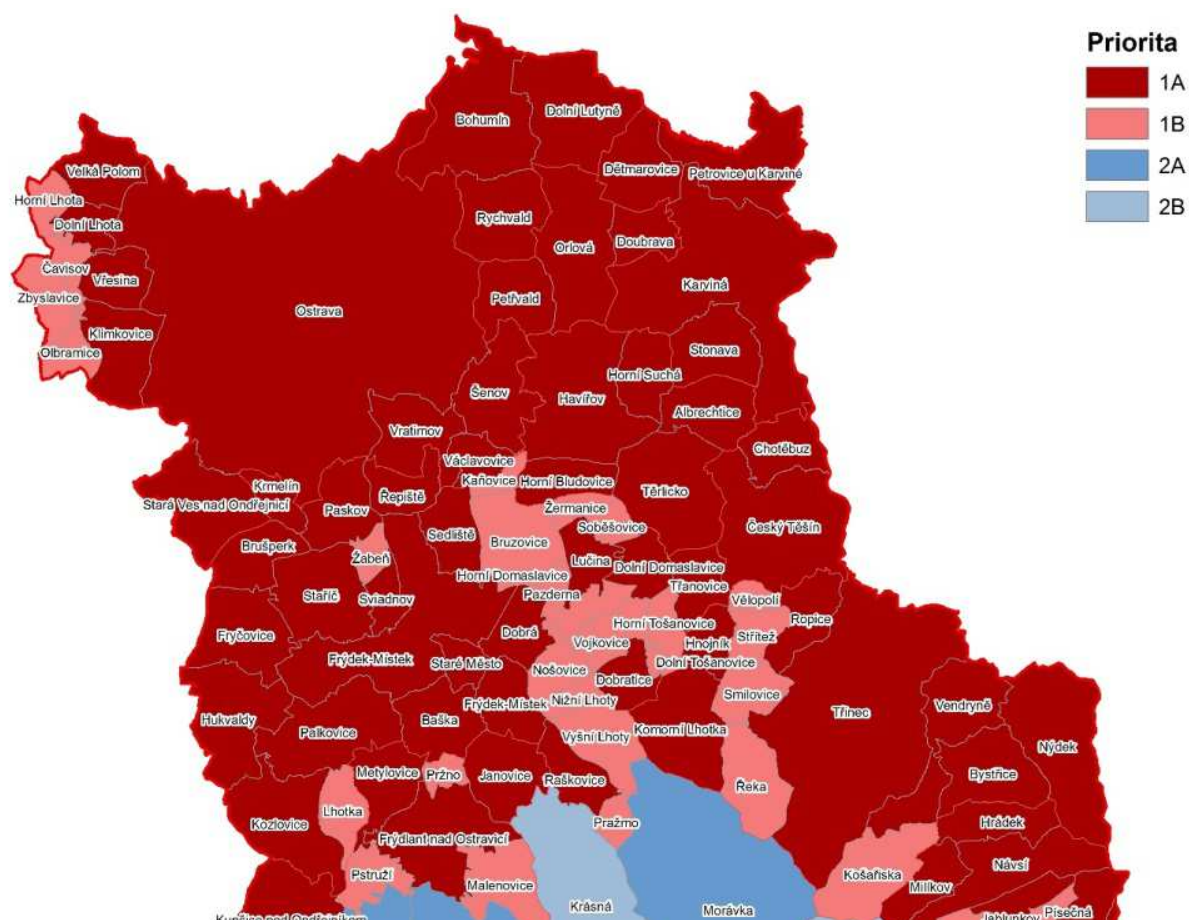 Priorita
1A
1B
2A
2B
Bohumín
Dolní Lutyně
Dětmarovice
Petrovice u Karviné
Velká Polom
Horní Lhota
Dolní Lhota
Rychvald
Orlová
Doubrava
Čavisov
Vřesina
Karviná
Zbyslavice
Petřvald
Ostrava
Klimkovice
Olbramice
Stonava
Horní Suchá
Šenov
Havířov
Albrechtice
Vratimov
Chotěbuz
Václavovice
Kaňovice
Horní Bludovice
Krmelín
Řepiště
Těrlicko
Stará Ves nad Ondřejnicí
Paskov
Žermanice
Soběšovice
Český Těšín
Sedliště
Bruzovice
Brušperk
Žabeň
Lučina
Dolní Domaslavice
Horní Domaslavice
Třanovice
Staříč
Sviadnov
Pazderna
Vělopolí
Ropice
Horní Tošanovice
Fryčovice
Dobrá
Vojkovice
Hnojník
Střítež
Frýdek-Místek
Staré Město
Nošovice
Dolní Tošanovice
Dobratice
Smilovice
Frýdek-Místek
Nižní Lhoty
Třinec
Vendryně
Hukvaldy
Palkovice
Baška
Komorní Lhotka
Vyšní Lhoty
Nýdek
Metylovice
Pržno
Janovice
Raškovice
Bystřice
Řeka
Lhotka
Kozlovice
Pražmo
Hrádek
Frýdlant nad Ostravicí
Návsí
Pstruží
Košařiska
Milíkov
Malenovice
Krásná
Morávka
Písečná
Jablunkov
Kunčice pod Ondřejníkem